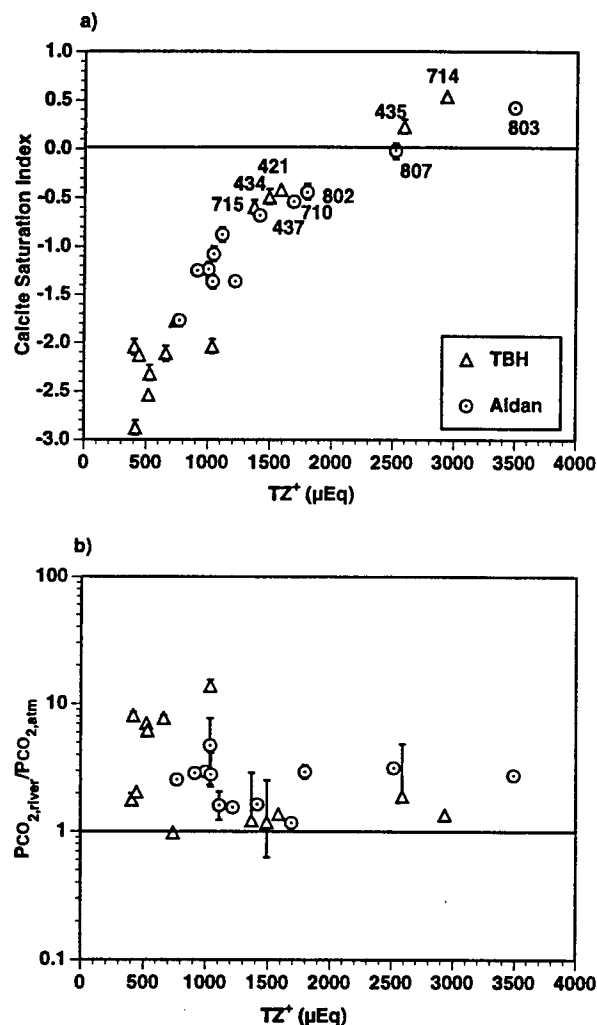 a)
1.0
0.5
0.0
-0.5
-1.0
-1.5
-2.0
-2.5
-3.0
Calcite Saturation Index
714
435
803
807
421
434
802
715
710
437
TBH
Aldan
0 500 1000 1500 2000 2500 3000 3500 4000
TZ+ (µEq)
b)
100
10
1
0.1
PCO2,river/PCO2,atm
0 500 1000 1500 2000 2500 3000 3500 4000
TZ+ (µEq)